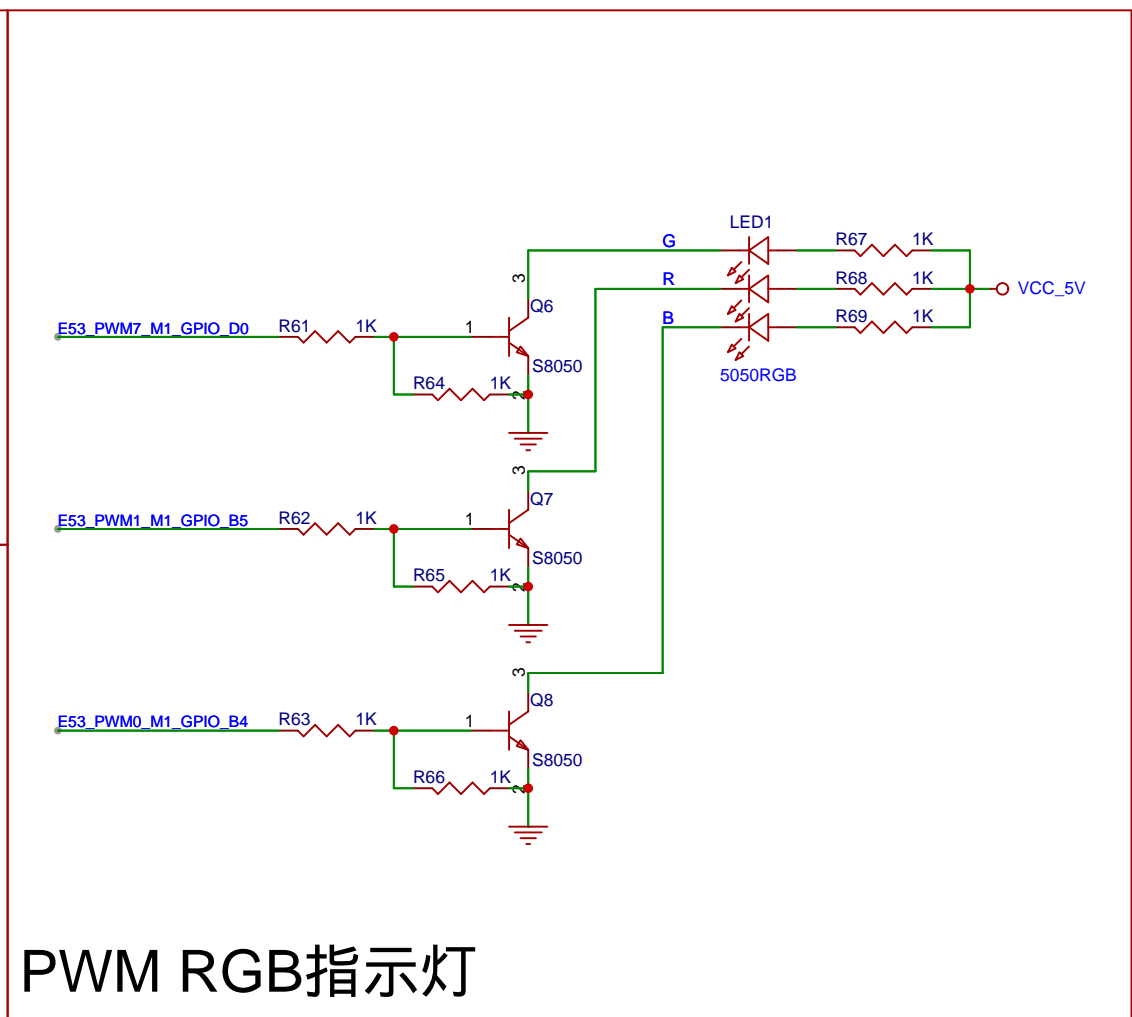 LED1
G
R67 1K
R
R68 1K
VCC_5V
B
R69 1K
5050RGB
3
Q6
E53_PWM7_M1_GPIO_D0
R61 1K
1
S8050
R64 1K
2
3
Q7
E53_PWM1_M1_GPIO_B5
R62 1K
1
S8050
R65 1K
2
3
Q8
E53_PWM0_M1_GPIO_B4
R63 1K
1
S8050
R66 1K
2
PWM RGB指示灯